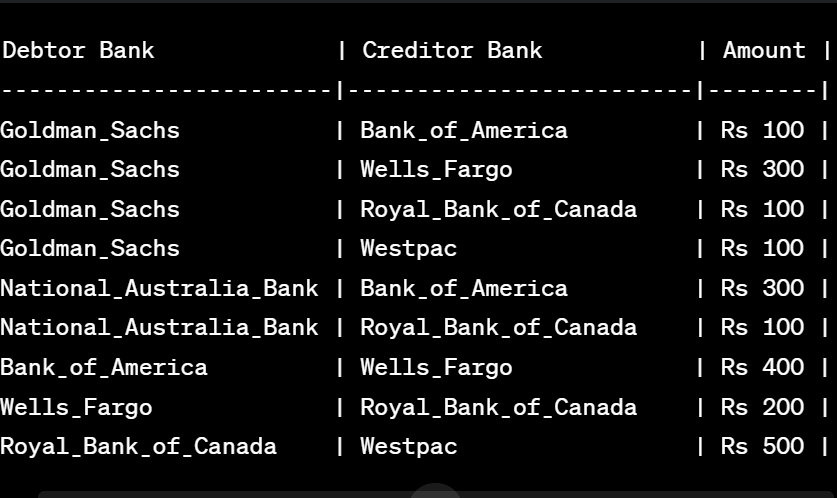 Debtor Bank | Creditor Bank | Amount |
------------------------|-------------------------|--------|
Goldman_Sachs | Bank_of_America | Rs 100 |
Goldman_Sachs | Wells_Fargo | Rs 300 |
Goldman_Sachs | Royal_Bank_of_Canada | Rs 100 |
Goldman_Sachs | Westpac | Rs 100 |
National_Australia_Bank | Bank_of_America | Rs 300 |
National_Australia_Bank | Royal_Bank_of_Canada | Rs 100 |
Bank_of_America | Wells_Fargo | Rs 400 |
Wells_Fargo | Royal_Bank_of_Canada | Rs 200 |
Royal_Bank_of_Canada | Westpac | Rs 500 |